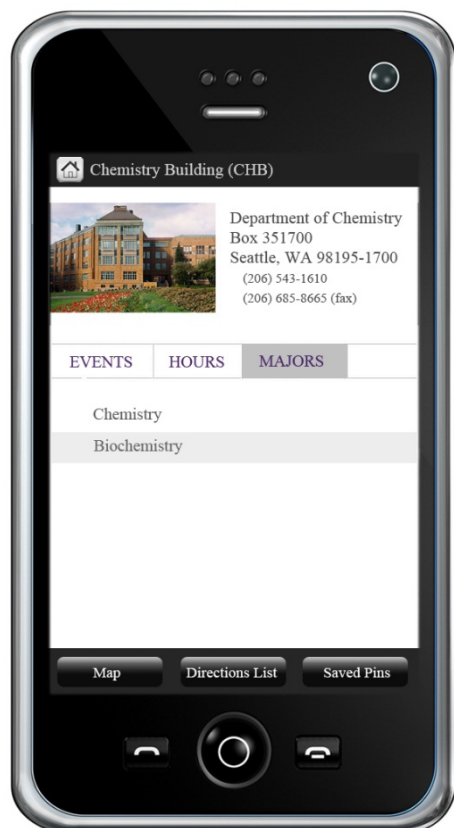 Chemistry Building (CHB)
Department of Chemistry
Box 351700
Seattle, WA 98195-1700
(206) 543-1610
(206) 685-8665 (fax)
EVENTS HOURS MAJORS
Chemistry
Biochemistry
Map Directions List Saved Pins